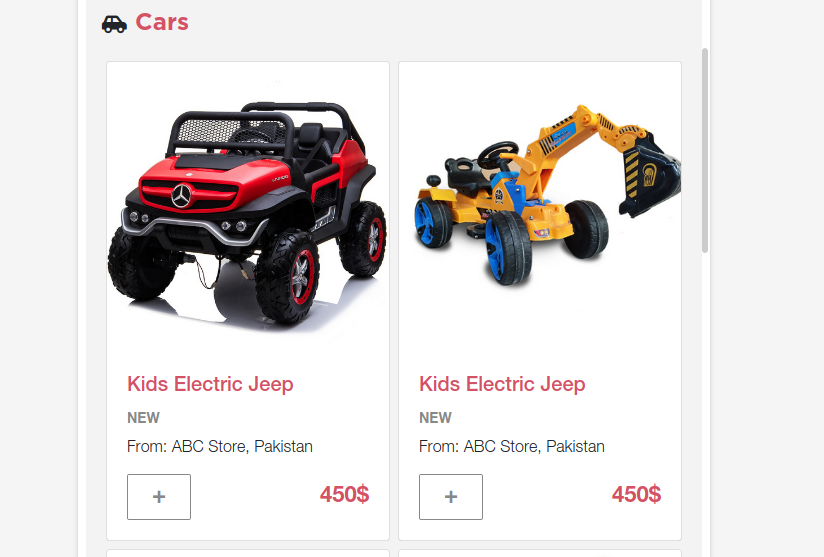 Cars
Kids Electric Jeep
NEW
From: ABC Store, Pakistan
+
450$
Kids Electric Jeep
NEW
From: ABC Store, Pakistan
+
450$